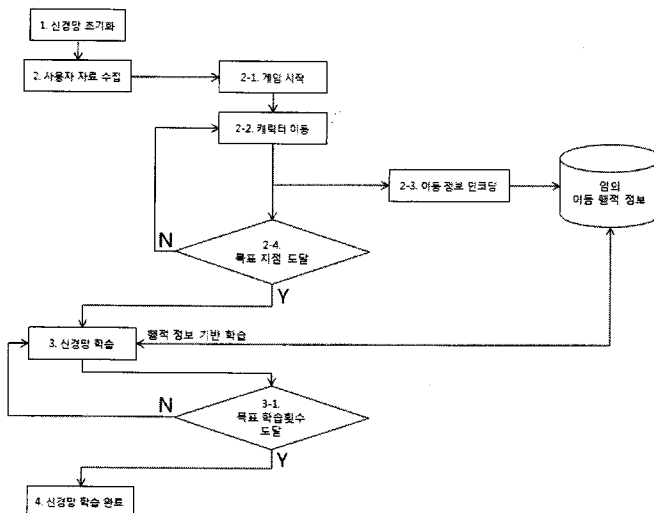 1. 신경망 초기화
2. 사용자 자료 수집
2-1. 게임 시작
2-2. 캐릭터 이동
2-3. 이동 정보 인코딩
임의
이동 행적 정보
N
2-4.
목표 지점 도달
Y
3. 신경망 학습
행적 정보 기반 학습
N
3-1.
목표 학습횟수
도달
Y
4. 신경망 학습 완료